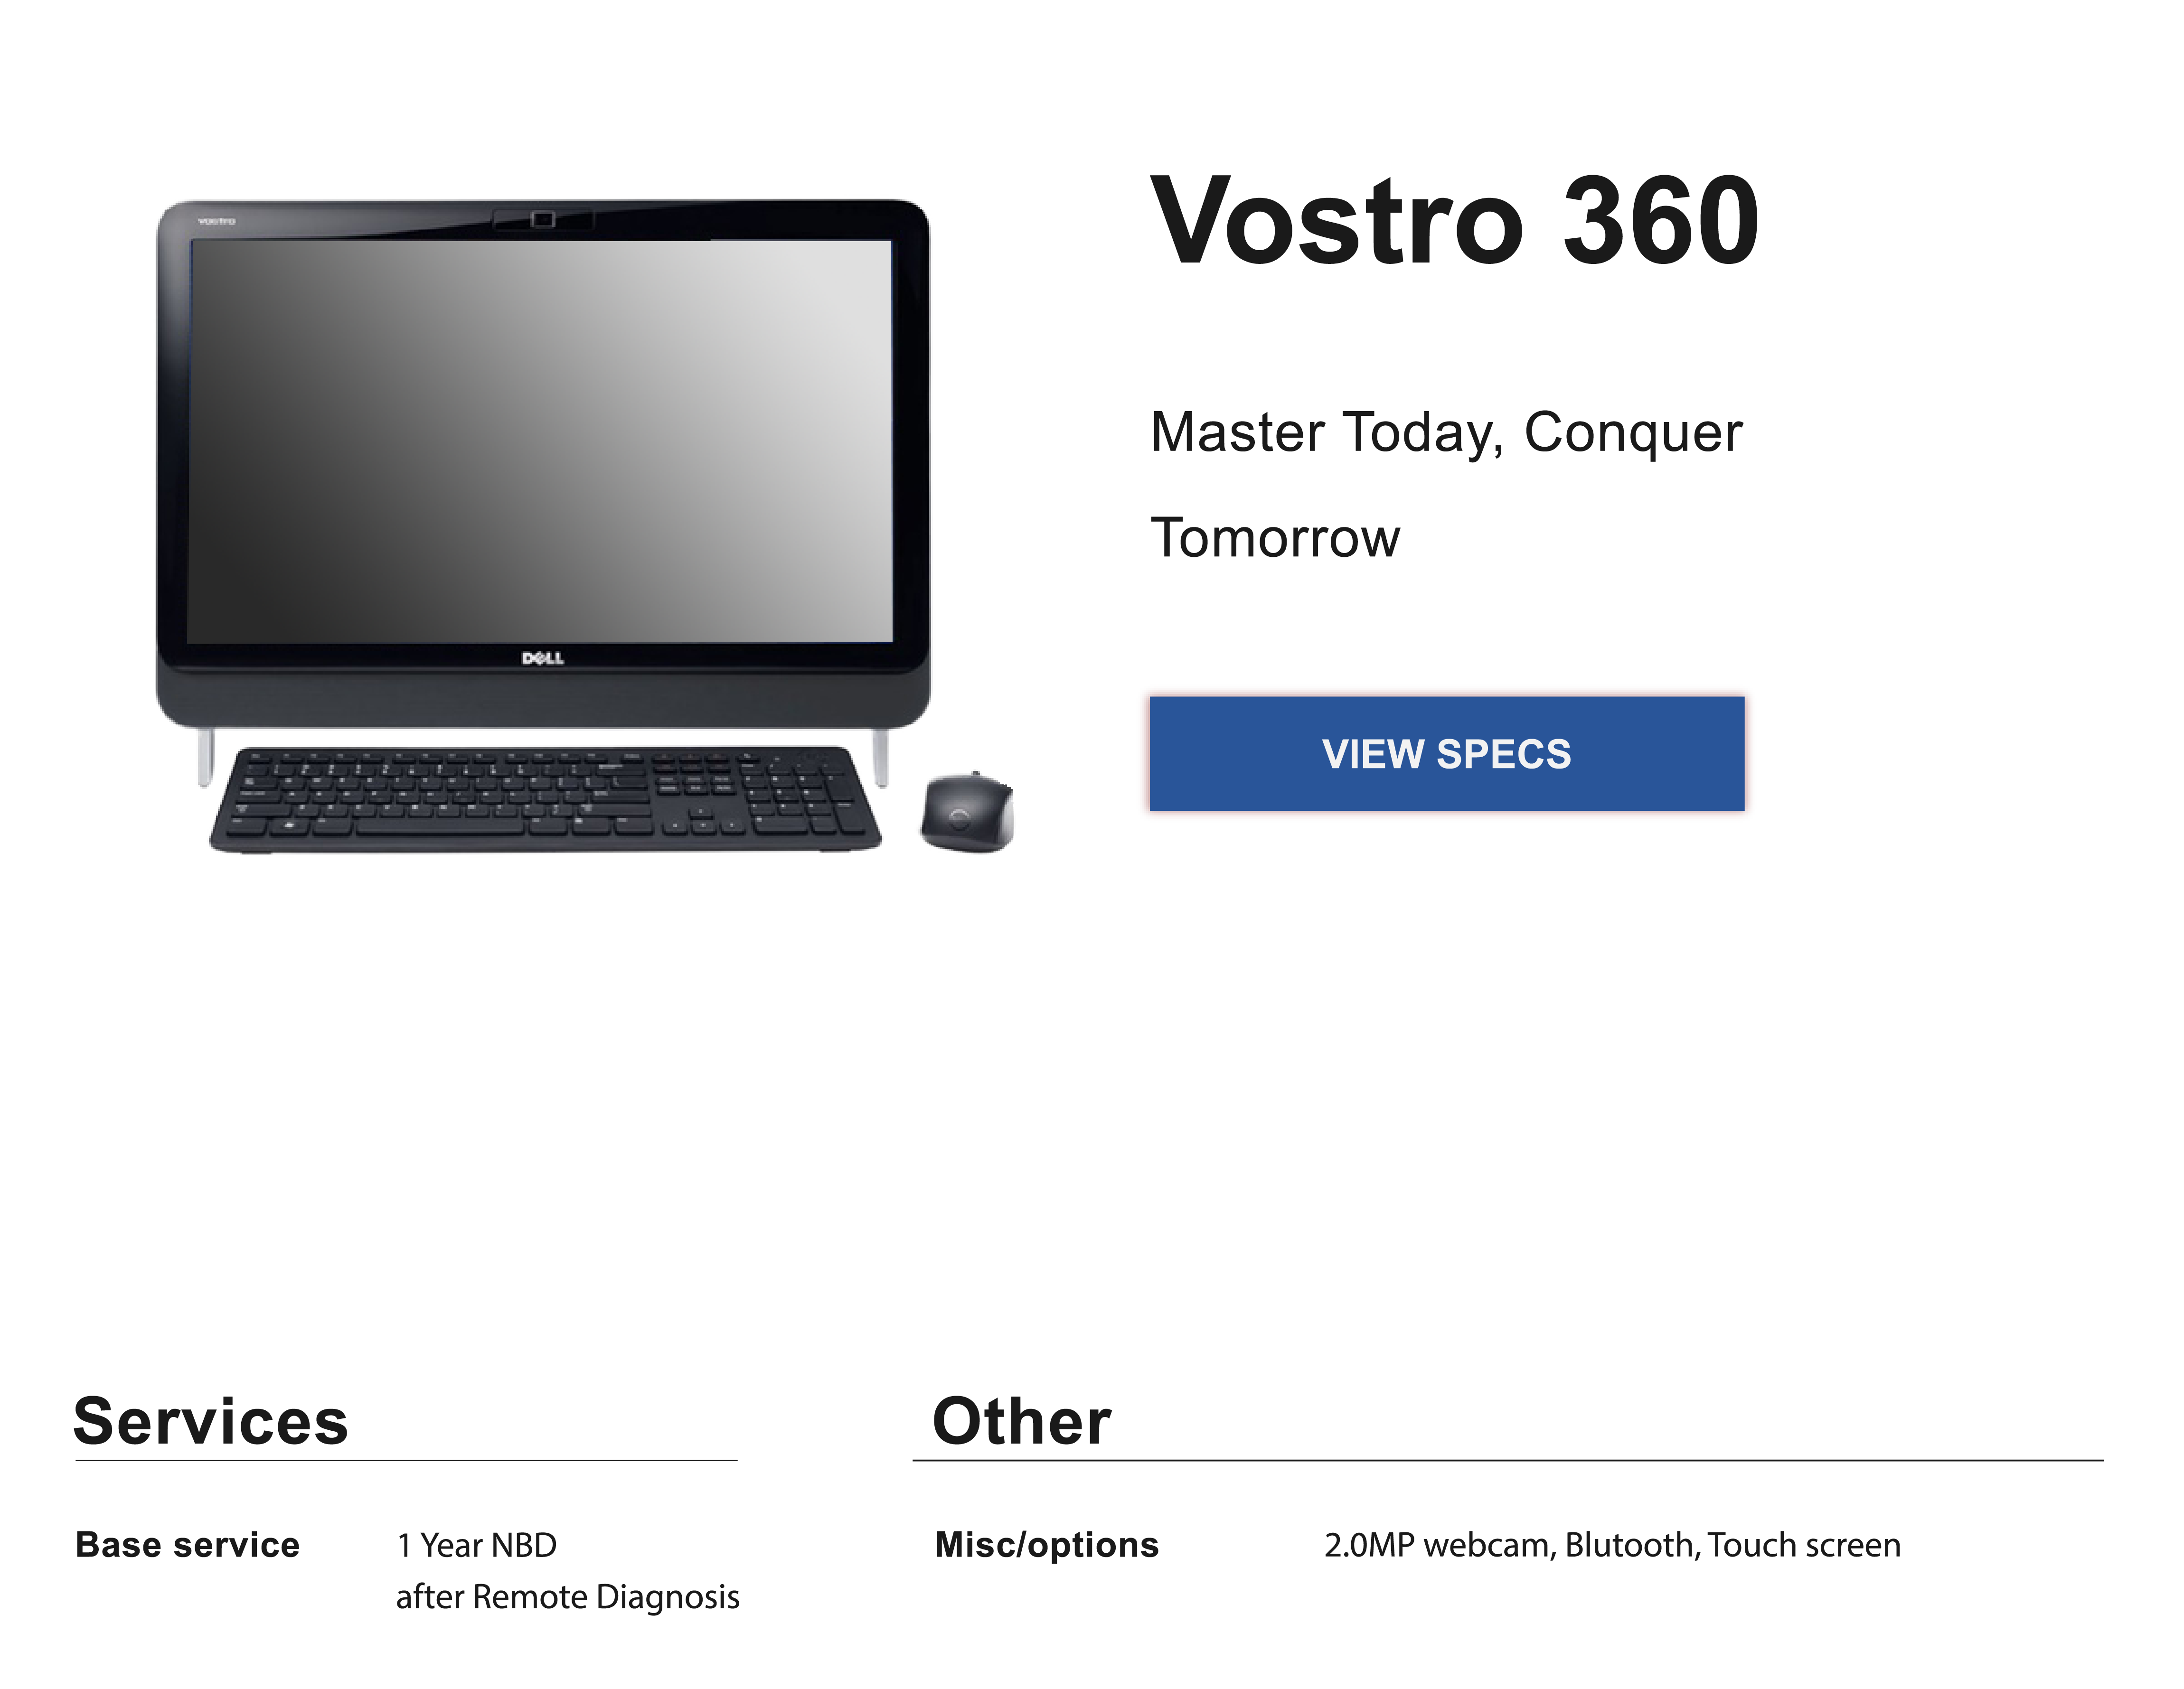 vostro
DELL
Vostro 360
Master Today, Conquer
Tomorrow
VIEW SPECS
Services
Other
Base service
1 Year NBD
after Remote Diagnosis
Misc/options
2.0MP webcam, Blutooth, Touch screen